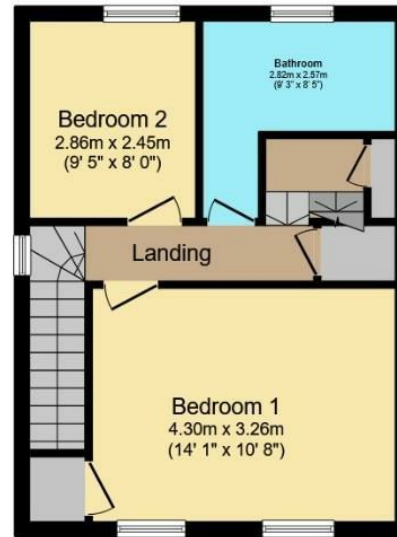 Bathroom
2.82m x 2.57m
(9' 3" x 8' 5")
Bedroom 2
2.86m x 2.45m
(9' 5" x 8' 0")
Landing
Bedroom 1
4.30m x 3.26m
(14' 1" x 10' 8")